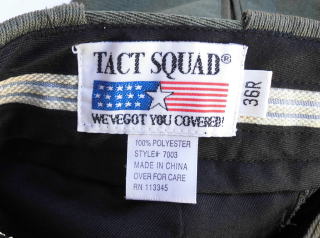 TACT SQUAD®
36R
WE'VE GOT YOU COVERED!
100% POLYESTER
STYLE# 7003
MADE IN CHINA
OVER FOR CARE
RN 113345